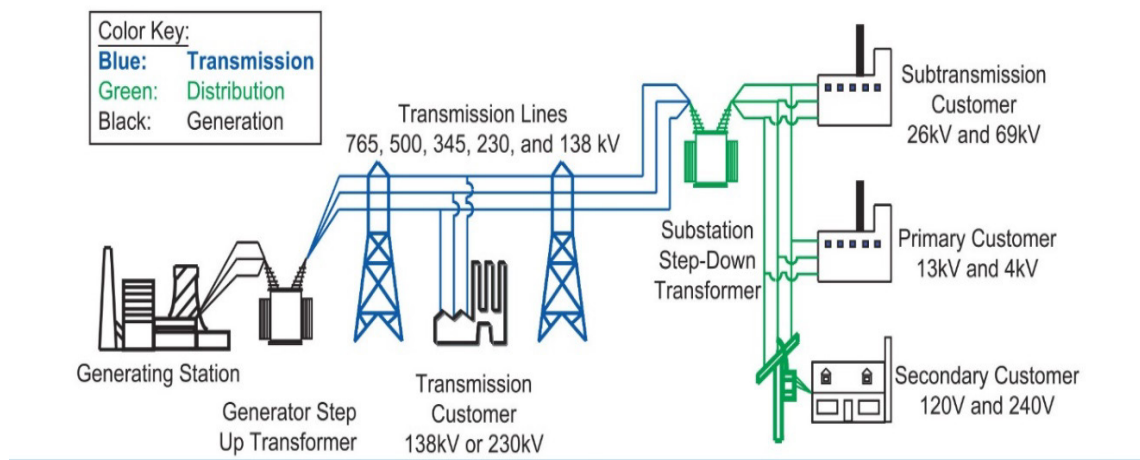 Color Key:
Blue: Transmission
Green: Distribution
Black: Generation
Transmission Lines
765, 500, 345, 230, and 138 kV
Subtransmission
Customer
26kV and 69kV
Substation
Step-Down
Transformer
Primary Customer
13kV and 4kV
Generating Station
Generator Step
Up Transformer
Transmission
Customer
138kV or 230kV
Secondary Customer
120V and 240V